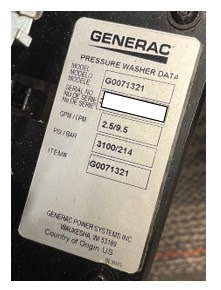 GENERAC
PRESSURE WASHER DATA
MODEL
MODELO
MODÈLE
G0071321
SERIAL NO.
NO DE SERIE
NU DE SÉRIE
GPM / LPM
2.5/9.5
PSI / BAR
3100/214
ITEM#
G0071321
GENERAC POWER SYSTEMS INC
WAUKESHA, WI 53189
Country of Origin US